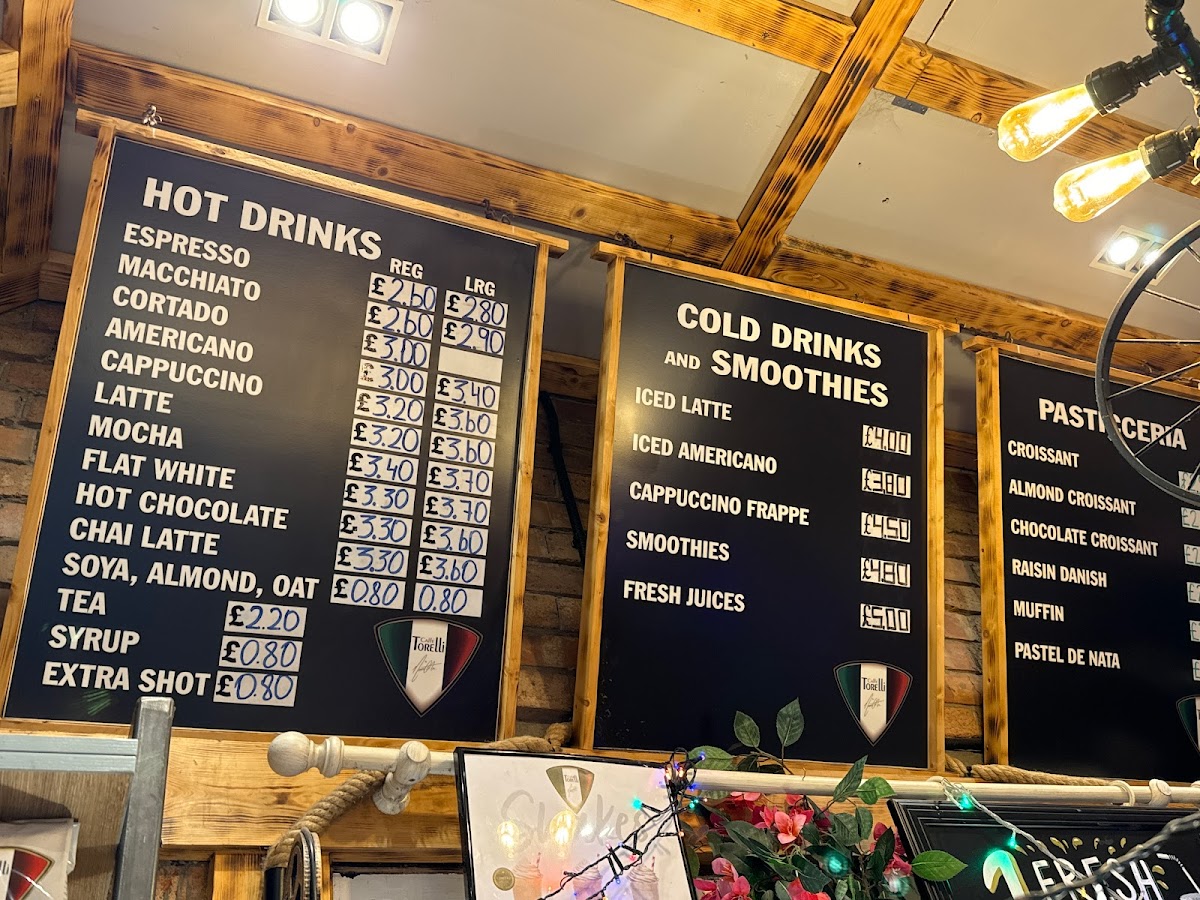 HOT DRINKS
REG LRG
ESPRESSO £2.60 £2.80
MACCHIATO £2.60 £2.90
CORTADO £3.00
AMERICANO £3.00 £3.40
CAPPUCCINO £3.20 £3.60
LATTE £3.20 £3.60
MOCHA £3.40 £3.70
FLAT WHITE £3.30 £3.70
HOT CHOCOLATE £3.30 £3.60
CHAI LATTE £3.30 £3.60
SOYA, ALMOND, OAT £0.80 0.80
TEA £2.20
SYRUP £0.80
EXTRA SHOT £0.80
Caffè
TORELLI
COLD DRINKS
AND SMOOTHIES
ICED LATTE £4.00
ICED AMERICANO £3.80
CAPPUCCINO FRAPPE £4.50
SMOOTHIES £4.80
FRESH JUICES £5.00
Caffè
TORELLI
PASTICCERIA
CROISSANT
ALMOND CROISSANT
CHOCOLATE CROISSANT
RAISIN DANISH
MUFFIN
PASTEL DE NATA
Shakes
FRESH